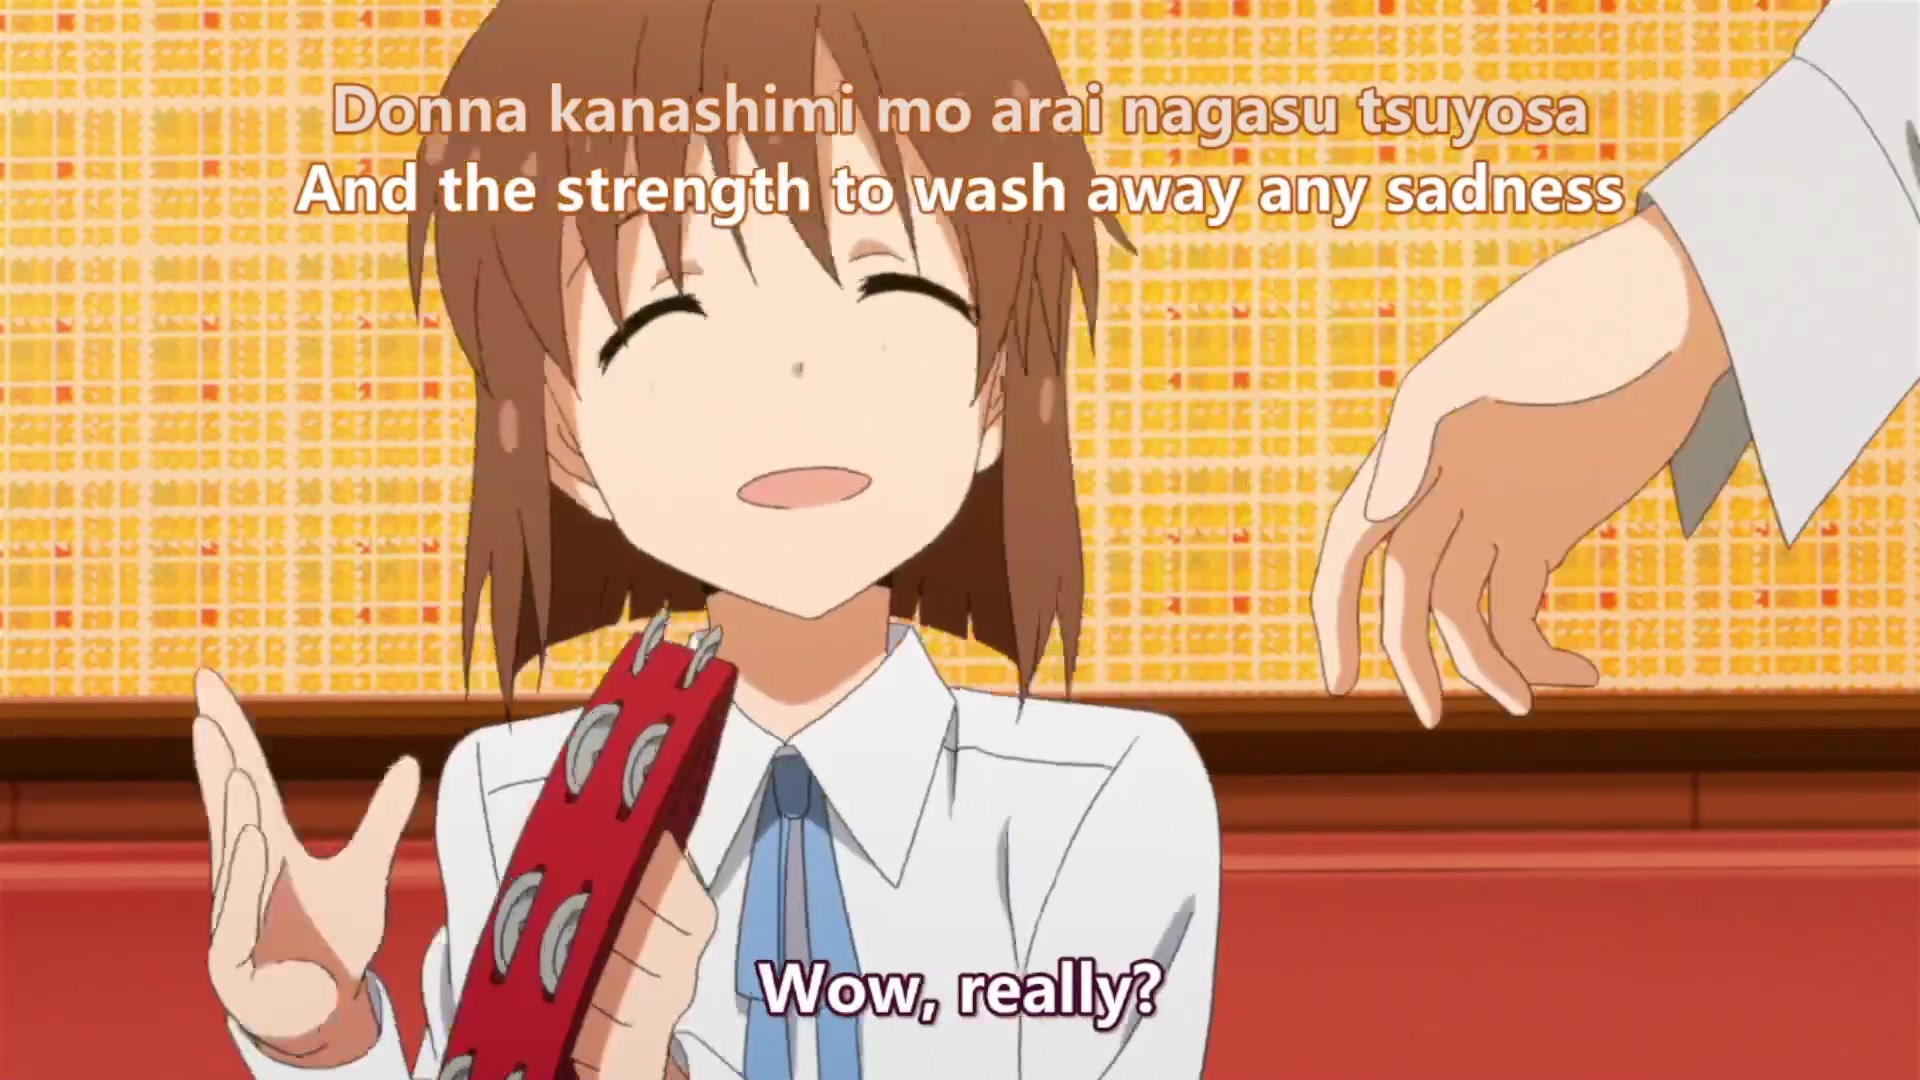 Donna kanashimi mo arai nagasu tsuyosa
And the strength to wash away any sadness
Wow, really?